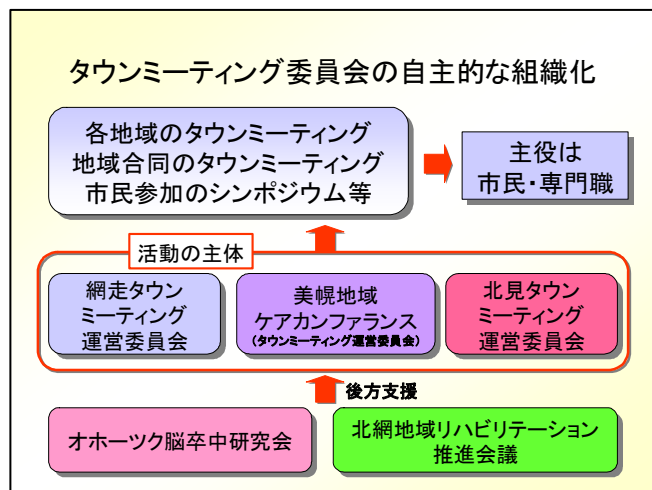 タウンミーティング委員会の自主的な組織化
各地域のタウンミーティング
地域合同のタウンミーティング
市民参加のシンポジウム等
主役は
市民・専門職
活動の主体
網走タウン
ミーティング
運営委員会
美幌地域
ケアカンファランス
(タウンミーティング運営委員会)
北見タウン
ミーティング
運営委員会
後方支援
オホーツク脳卒中研究会
北網地域リハビリテーション
推進会議